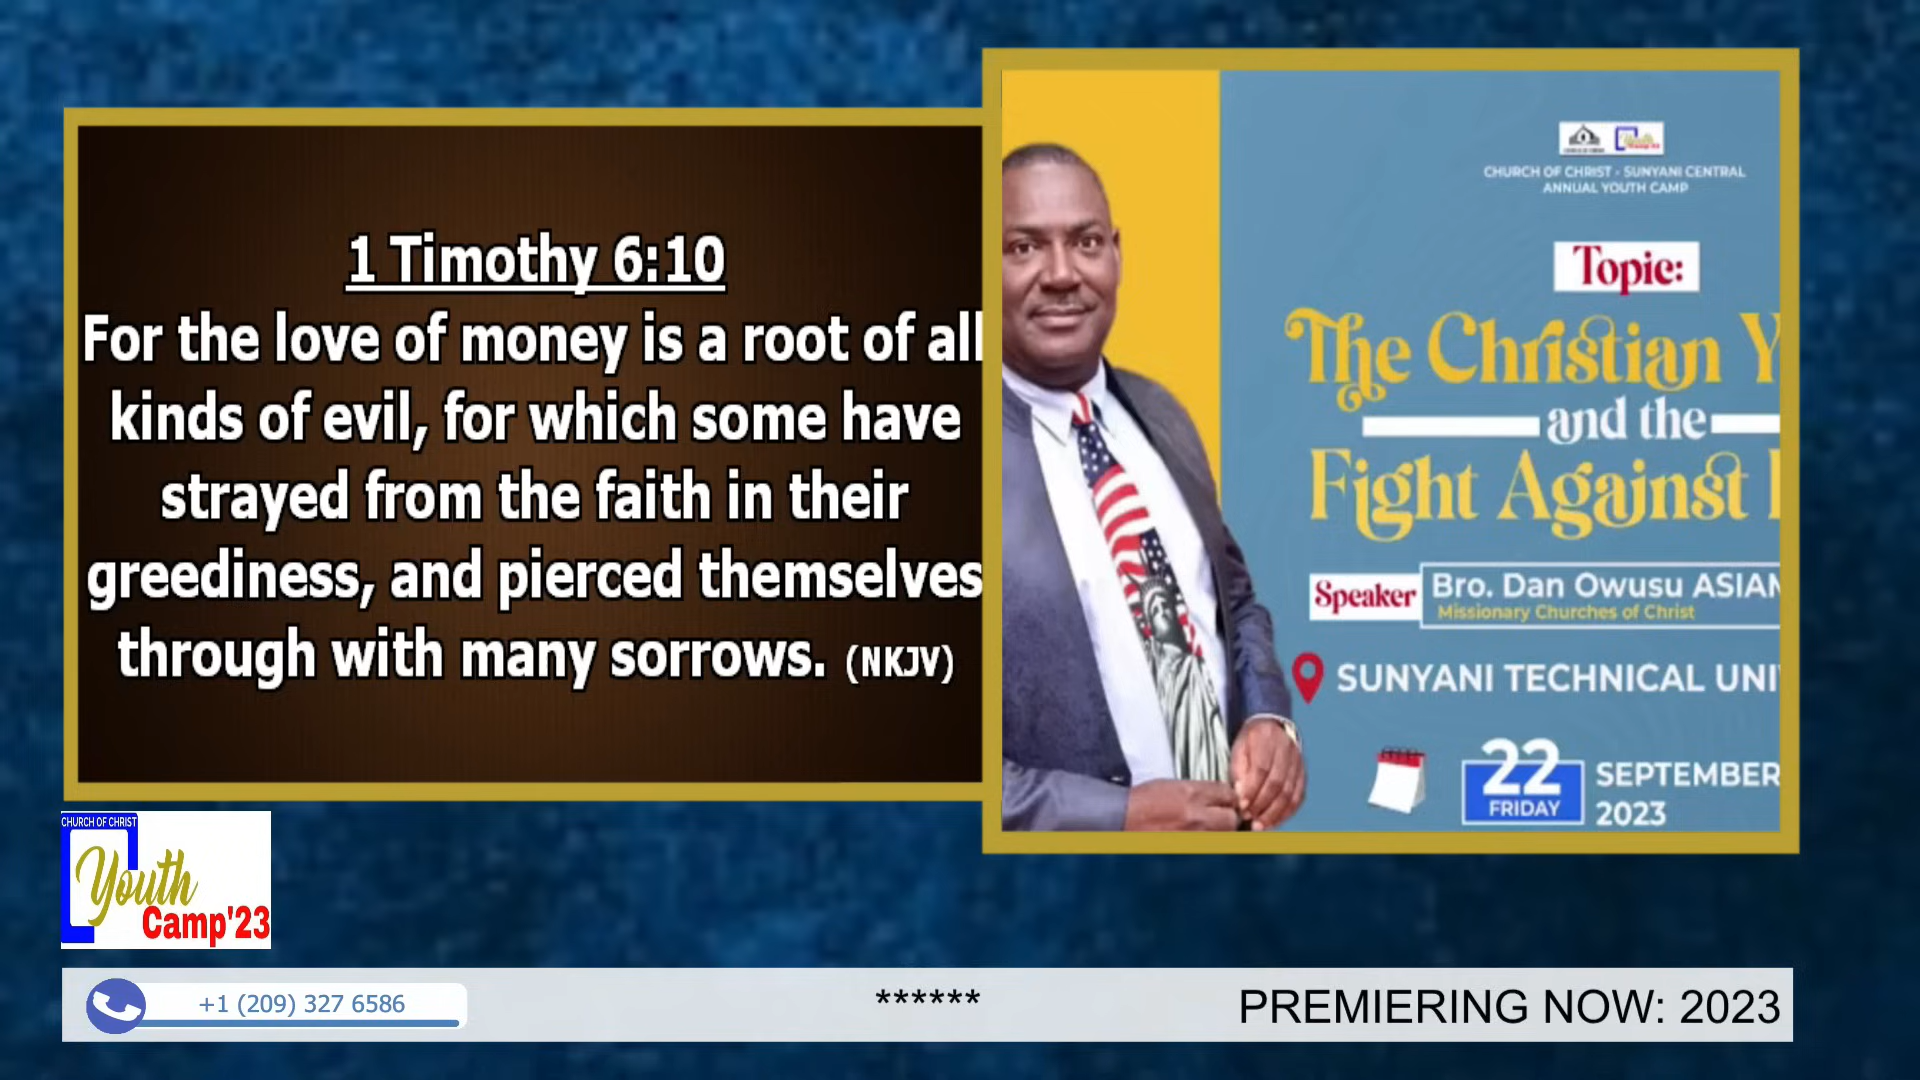 1 Timothy 6:10
For the love of money is a root of all
kinds of evil, for which some have
strayed from the faith in their
greediness, and pierced themselves
through with many sorrows. (NKJV)
CHURCH OF CHRIST - SUNYANI CENTRAL
ANNUAL YOUTH CAMP
Topic:
The Christian Y
and the
Fight Against
Speaker
Bro. Dan Owusu ASIAM
Missionary Churches of Christ
SUNYANI TECHNICAL UNI
22
FRIDAY
SEPTEMBER
2023
CHURCH OF CHRIST
Youth
Camp'23
+1 (209) 327 6586
******
PREMIERING NOW: 2023